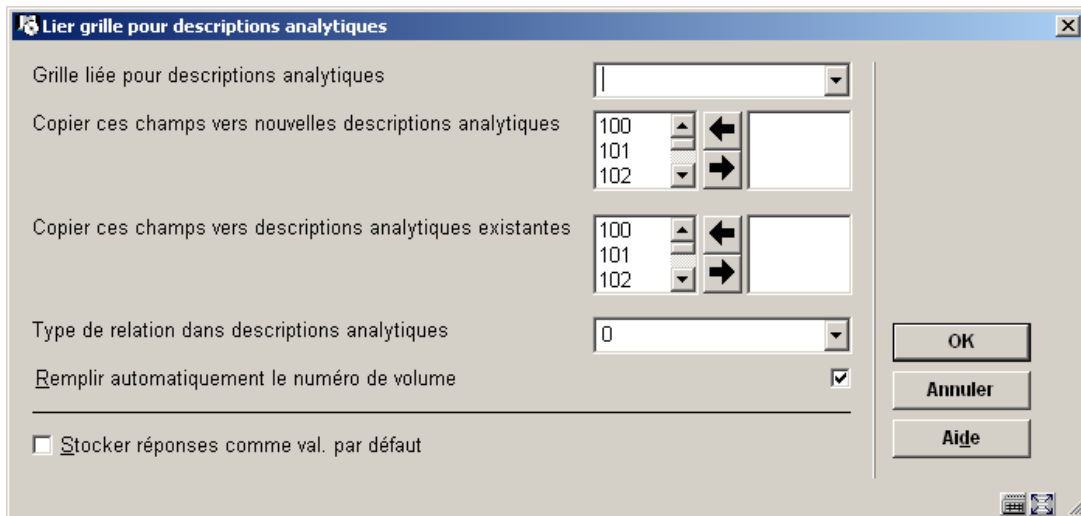 Lier grille pour descriptions analytiques
Grille liée pour descriptions analytiques
Copier ces champs vers nouvelles descriptions analytiques
100
101
102
Copier ces champs vers descriptions analytiques existantes
100
101
102
Type de relation dans descriptions analytiques
0
Remplir automatiquement le numéro de volume
Stocker réponses comme val. par défaut
OK
Annuler
Aide